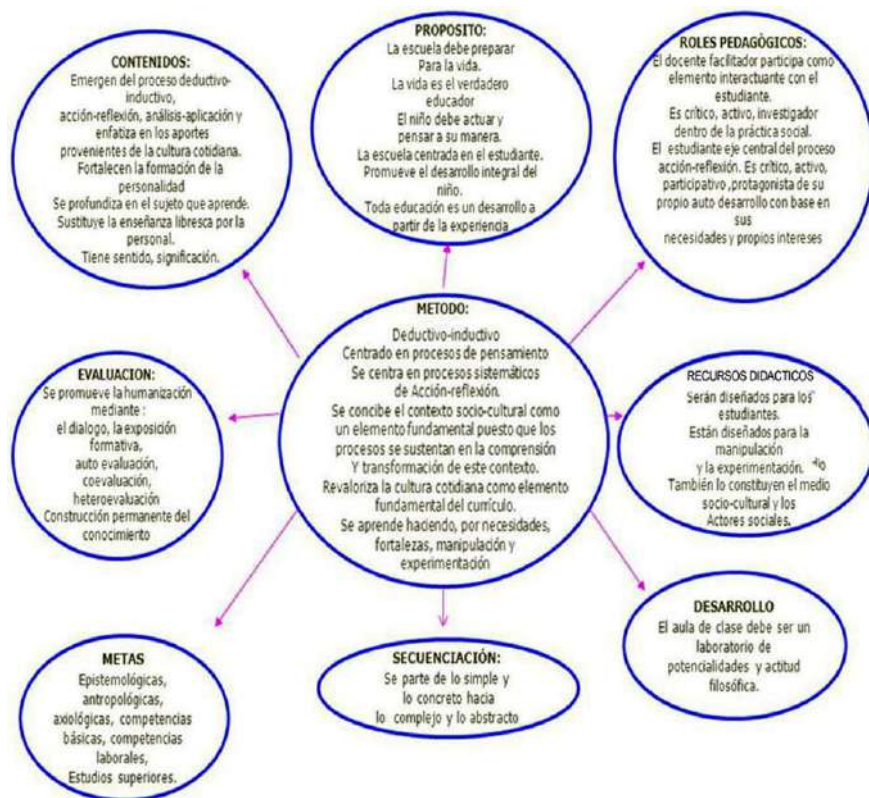 CONTENIDOS:
Emergen del proceso deductivo-
inductivo,
acción-reflexión, análisis-aplicación y
enfatiza en los aportes
provenientes de la cultura cotidiana.
Fortalecen la formación de la
personalidad
Se profundiza en el sujeto que aprende.
Sustituye la enseñanza libresca por la
personal.
Tiene sentido, significación.
PROPOSITO:
La escuela debe preparar
Para la vida.
La vida es el verdadero
educador
El niño debe actuar y
pensar a su manera.
La escuela centrada en el estudiante.
Promueve el desarrollo integral del
niño.
Toda educación es un desarrollo a
partir de la experiencia
ROLES PEDAGÒGICOS:
El docente facilitador participa como
elemento interactuante con el
estudiante.
Es crítico, activo, investigador
dentro de la práctica social.
El estudiante eje central del proceso
acción-reflexión. Es crítico, activo,
participativo ,protagonista de su
propio auto desarrollo con base en
sus
necesidades y propios intereses
METODO:
Deductivo-inductivo
Centrado en procesos de pensamiento
Se centra en procesos sistemáticos
de Acción-reflexión.
Se concibe el contexto socio-cultural como
un elemento fundamental puesto que los
procesos se sustentan en la comprensión
Y transformación de este contexto.
Revaloriza la cultura cotidiana como elemento
fundamental del currículo.
Se aprende haciendo, por necesidades,
fortalezas, manipulación y
experimentación
EVALUACION:
Se promueve la humanización
mediante :
el dialogo, la exposición
formativa,
auto evaluación,
coevaluación,
heteroevaluación
Construcción permanente del
conocimiento
RECURSOS DIDACTICOS
Serán diseñados para los
estudiantes.
Están diseñados para la
manipulación
y la experimentación.
También lo constituyen el medio
socio-cultural y los
Actores sociales.
METAS
Epistemológicas,
antropológicas,
axiológicas, competencias
básicas, competencias
laborales,
Estudios superiores.
SECUENCIACIÓN:
Se parte de lo simple y
lo concreto hacia
lo complejo y lo abstracto
DESARROLLO
El aula de clase debe ser un
laboratorio de
potencialidades y actitud
filosófica.